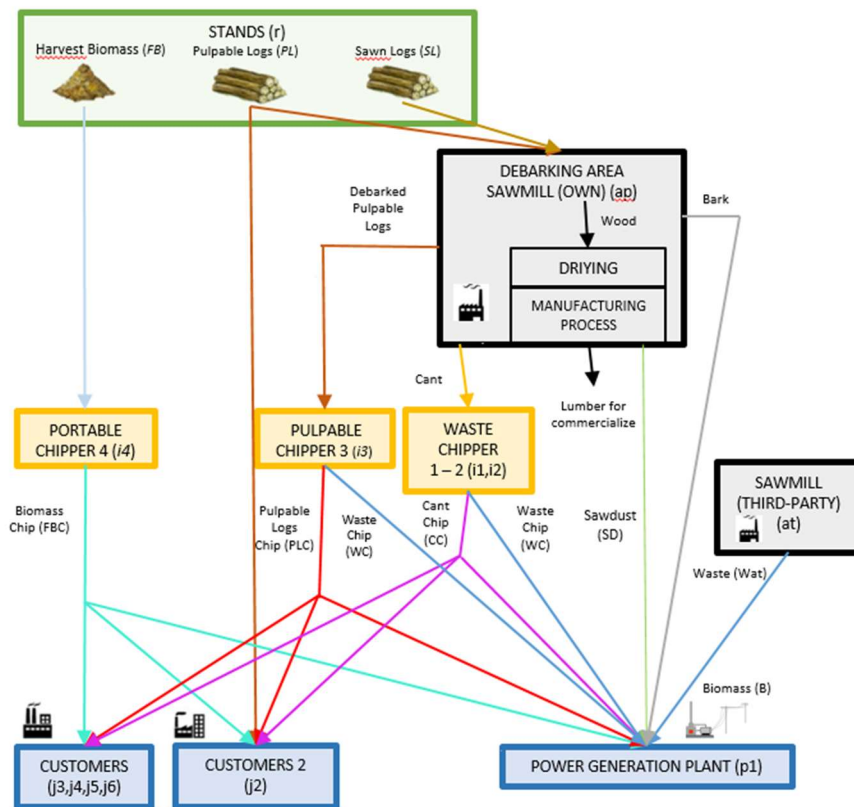 STANDS (r)
Harvest Biomass (FB)
Pulpable Logs (PL)
Sawn Logs (SL)
DEBARKING AREA
SAWMILL (OWN) (ap)
Wood
DRIYING
MANUFACTURING
PROCESS
Debarked
Pulpable
Logs
Bark
Cant
Lumber for
commercialize
PORTABLE
CHIPPER 4 (i4)
PULPABLE
CHIPPER 3 (i3)
WASTE
CHIPPER
1 – 2 (i1,i2)
SAWMILL
(THIRD-PARTY)
(at)
Biomass
Chip (FBC)
Pulpable
Logs
Chip (PLC)
Waste
Chip
(WC)
Cant
Chip
(CC)
Waste
Chip
(WC)
Sawdust
(SD)
Waste (Wat)
Biomass (B)
CUSTOMERS
(j3,j4,j5,j6)
CUSTOMERS 2
(j2)
POWER GENERATION PLANT (p1)